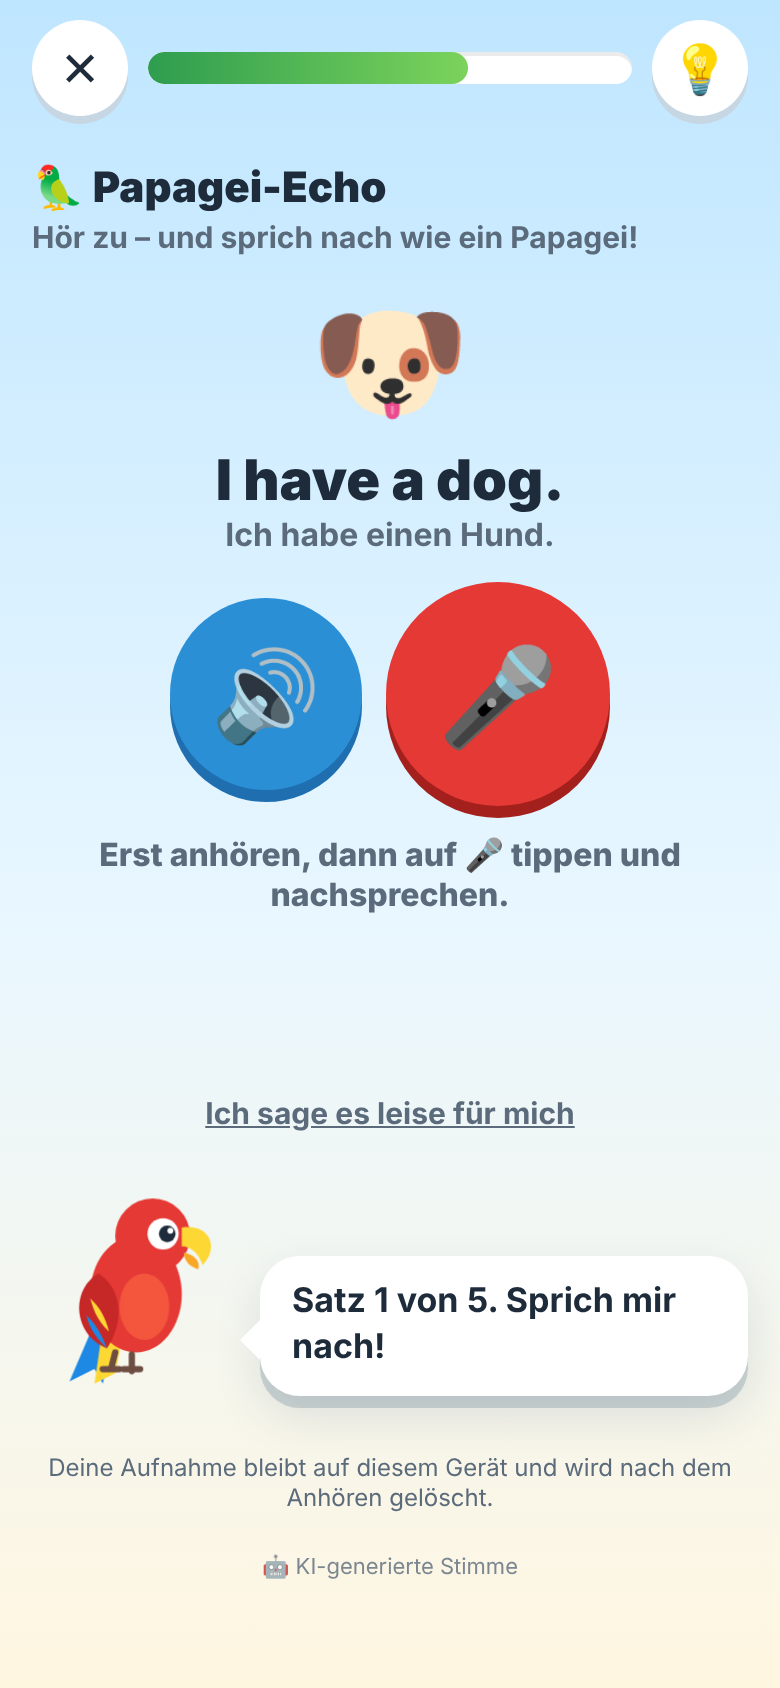 Papagei-Echo
Hör zu – und sprich nach wie ein Papagei!
I have a dog.
Ich habe einen Hund.
Erst anhören, dann auf 🎤 tippen und
nachsprechen.
Ich sage es leise für mich
Satz 1 von 5. Sprich mir
nach!
Deine Aufnahme bleibt auf diesem Gerät und wird nach dem
Anhören gelöscht.
KI-generierte Stimme